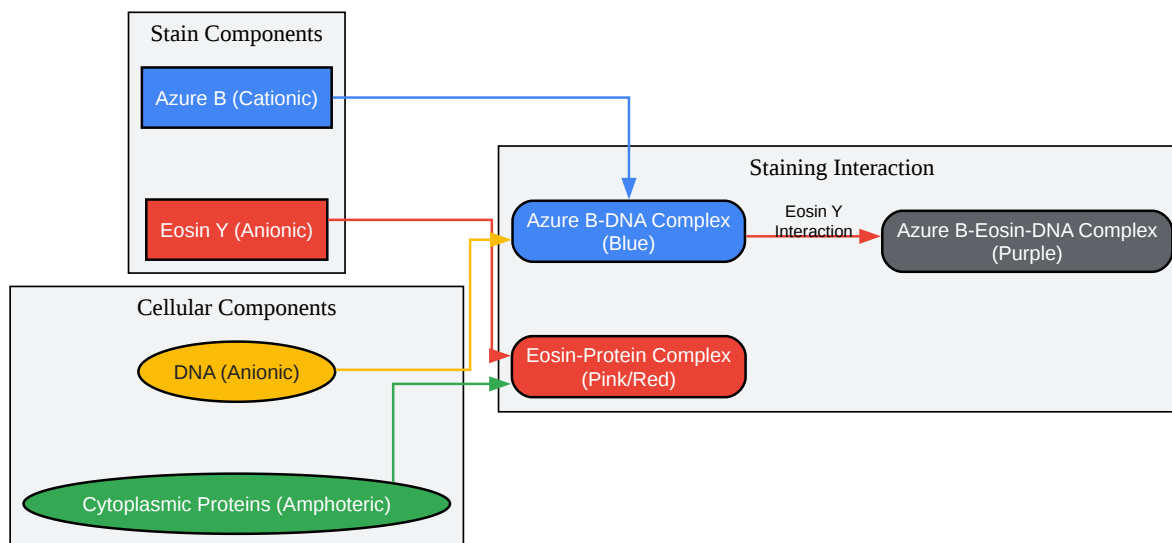 Stain Components
Azure B (Cationic)
Eosin Y (Anionic)
Cellular Components
DNA (Anionic)
Cytoplasmic Proteins (Amphoteric)
Staining Interaction
Azure B-DNA Complex
(Blue)
Eosin Y
Interaction
Azure B-Eosin-DNA Complex
(Purple)
Eosin-Protein Complex
(Pink/Red)